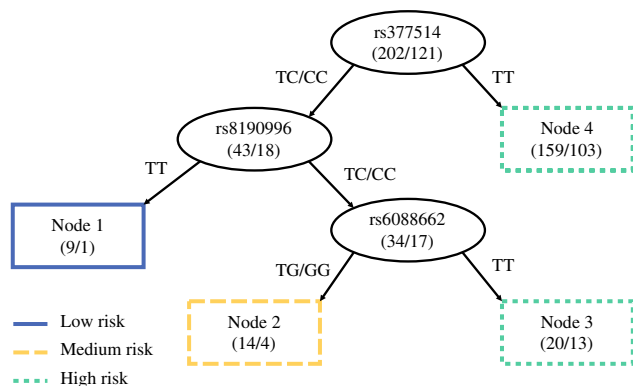 rs377514
(202/121)
TC/CC
TT
rs8190996
(43/18)
Node 4
(159/103)
TT
TC/CC
Node 1
(9/1)
rs6088662
(34/17)
TG/GG
TT
Node 2
(14/4)
Node 3
(20/13)
Low risk
Medium risk
High risk